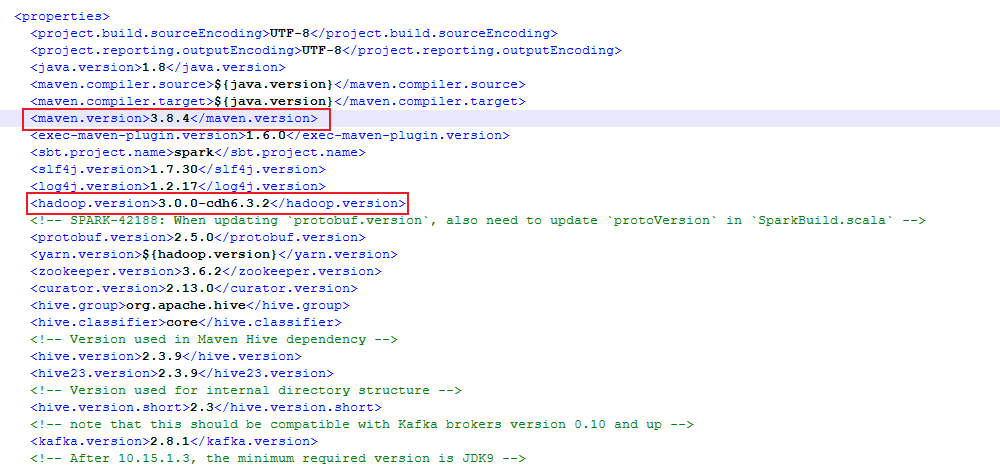 <properties>
<project.build.sourceEncoding>UTF-8</project.build.sourceEncoding>
<project.reporting.outputEncoding>UTF-8</project.reporting.outputEncoding>
<java.version>1.8</java.version>
<maven.compiler.source>${java.version}</maven.compiler.source>
<maven.compiler.target>${java.version}</maven.compiler.target>
<maven.version>3.8.4</maven.version>
<exec-maven-plugin.version>1.6.0</exec-maven-plugin.version>
<sbt.project.name>spark</sbt.project.name>
<slf4j.version>1.7.30</slf4j.version>
<log4j.version>1.2.17</log4j.version>
<hadoop.version>3.0.0-cdh6.3.2</hadoop.version>
<!-- SPARK-42188: When updating `protobuf.version`, also need to update `protoVersion` in `SparkBuild.scala` -->
<protobuf.version>2.5.0</protobuf.version>
<yarn.version>${hadoop.version}</yarn.version>
<zookeeper.version>3.6.2</zookeeper.version>
<curator.version>2.13.0</curator.version>
<hive.group>org.apache.hive</hive.group>
<hive.classifier>core</hive.classifier>
<!-- Version used in Maven Hive dependency -->
<hive.version>2.3.9</hive.version>
<hive23.version>2.3.9</hive23.version>
<!-- Version used for internal directory structure -->
<hive.version.short>2.3</hive.version.short>
<!-- note that this should be compatible with Kafka brokers version 0.10 and up -->
<kafka.version>2.8.1</kafka.version>
<!-- After 10.15.1.3, the minimum required version is JDK9 -->